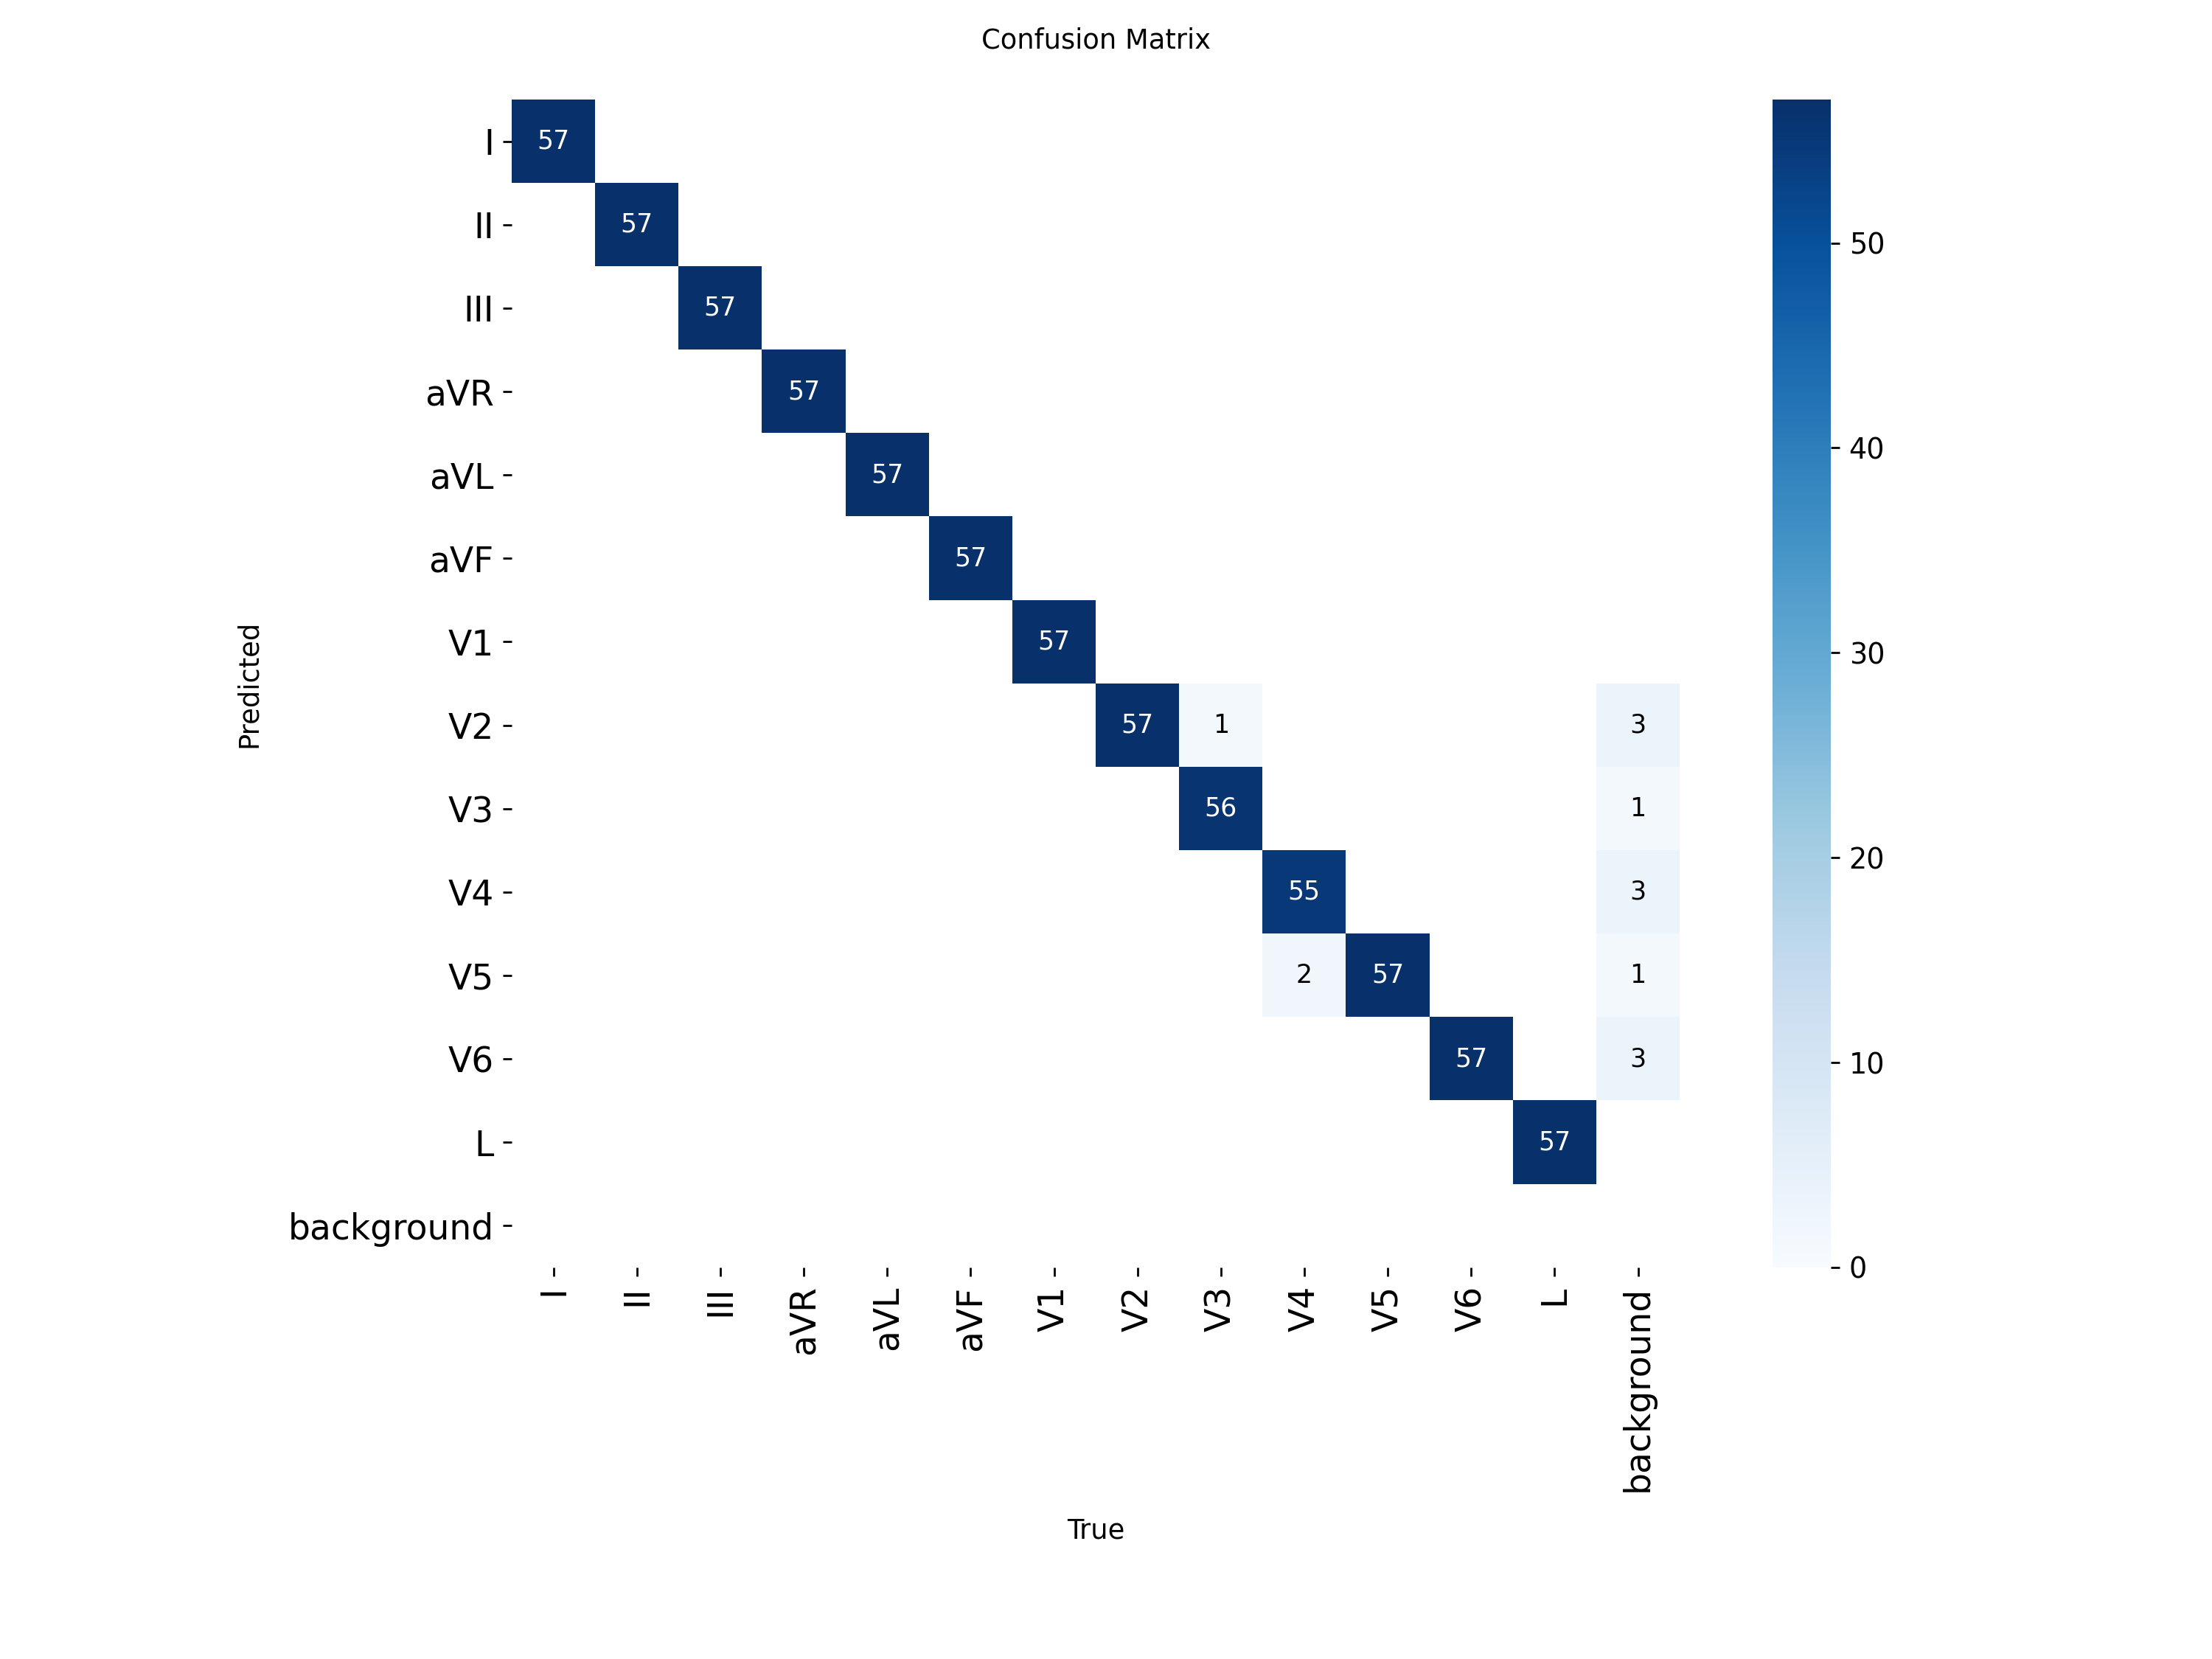 Confusion Matrix
I
57
II
57
III
57
aVR
57
aVL
57
aVF
57
V1
57
V2
57
1
3
V3
56
1
V4
55
3
V5
2
57
1
V6
57
3
L
57
background
I
II
III
aVR
aVL
aVF
V1
V2
V3
V4
V5
V6
L
background
Predicted
True
50
40
30
20
10
0